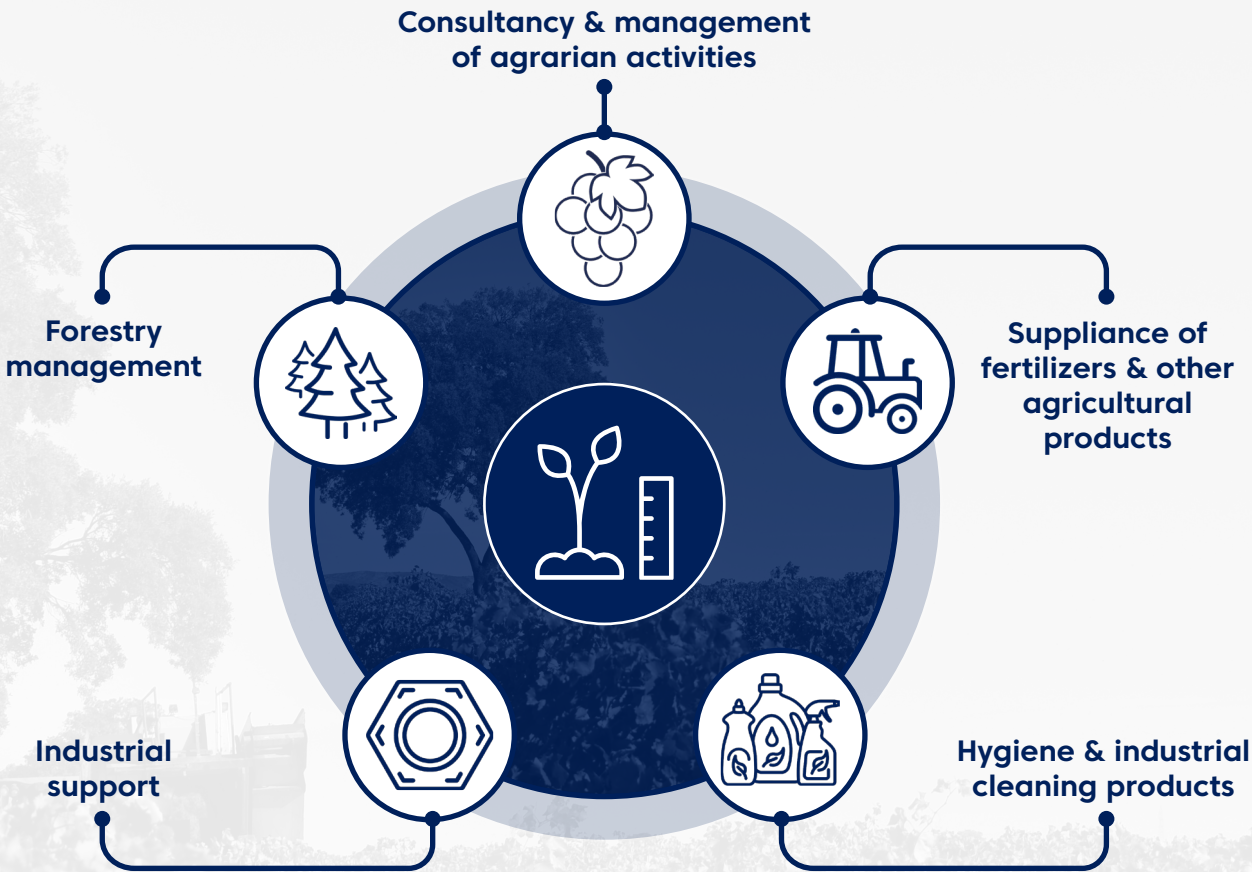 Consultancy & management
of agrarian activities
Forestry
management
Suppliance of
fertilizers & other
agricultural
products
Industrial
support
Hygiene & industrial
cleaning products